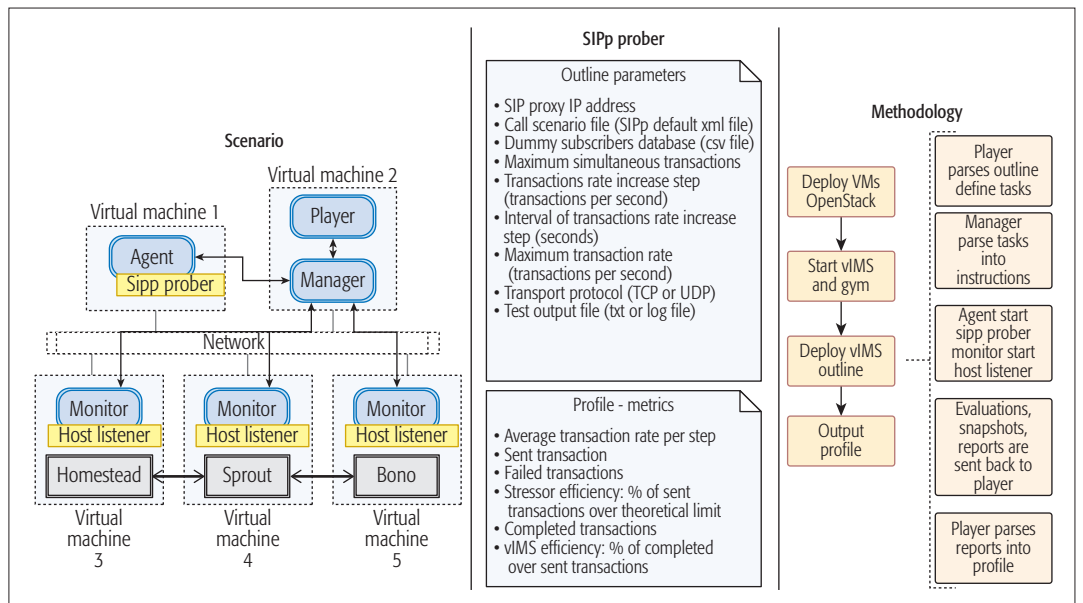 Scenario
Virtual machine 2
Virtual machine 1
Player
Agent
Sipp prober
Manager
Network
Monitor
Host listener
Homestead
Virtual
machine
3
Monitor
Host listener
Sprout
Virtual
machine
4
Monitor
Host listener
Bono
Virtual
machine
5
SIPp prober
Outline parameters
• SIP proxy IP address
• Call scenario file (SIPp default xml file)
• Dummy subscribers database (csv file)
• Maximum simultaneous transactions
• Transactions rate increase step
(transactions per second)
• Interval of transactions rate increase
step (seconds)
• Maximum transaction rate
(transactions per second)
• Transport protocol (TCP or UDP)
• Test output file (txt or log file)
Profile - metrics
• Average transaction rate per step
• Sent transaction
• Failed transactions
• Stressor efficiency: % of sent
transactions over theoretical limit
• Completed transactions
• vIMS efficiency: % of completed
over sent transactions
Methodology
Deploy VMs
OpenStack
Start vIMS
and gym
Deploy vIMS
outline
Output
profile
Player
parses outline
define tasks
Manager
parse tasks
into
instructions
Agent start
sipp prober
monitor start
host listener
Evaluations,
snapshots,
reports are
sent back to
player
Player parses
reports into
profile